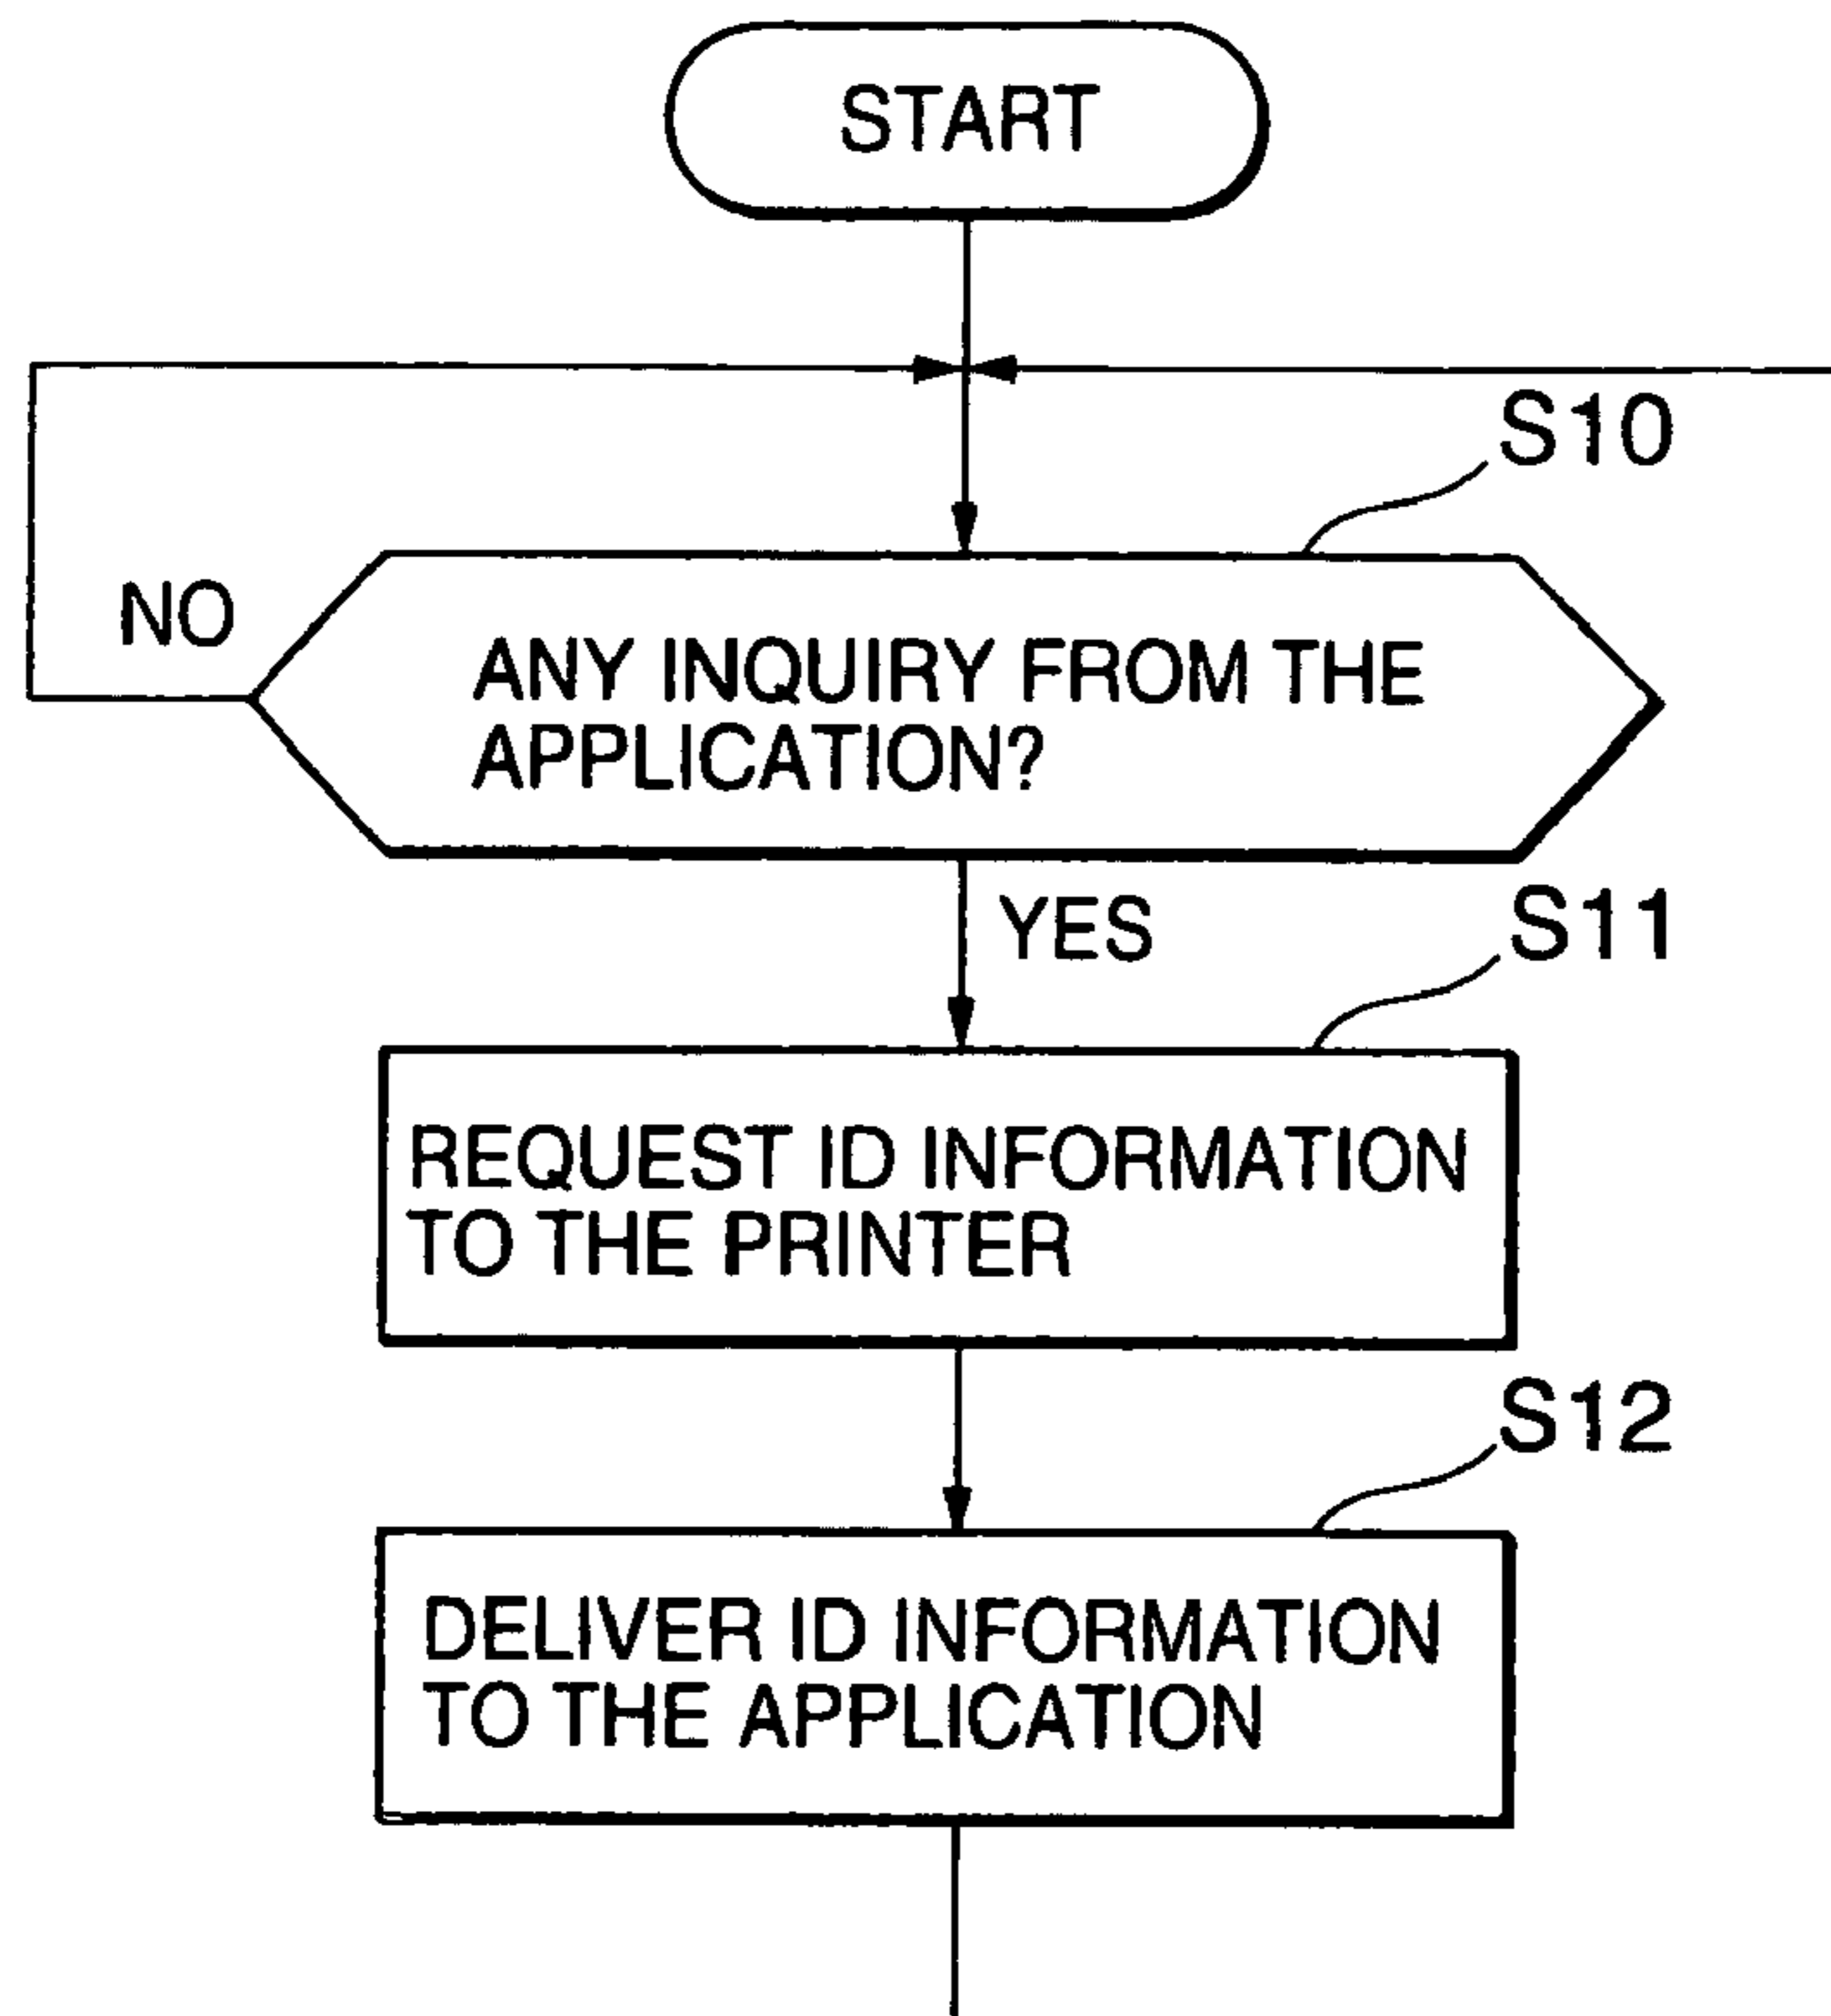 START
S10
NO
ANY INQUIRY FROM THE
APPLICATION?
YES
S11
REQUEST ID INFORMATION
TO THE PRINTER
S12
DELIVER ID INFORMATION
TO THE APPLICATION